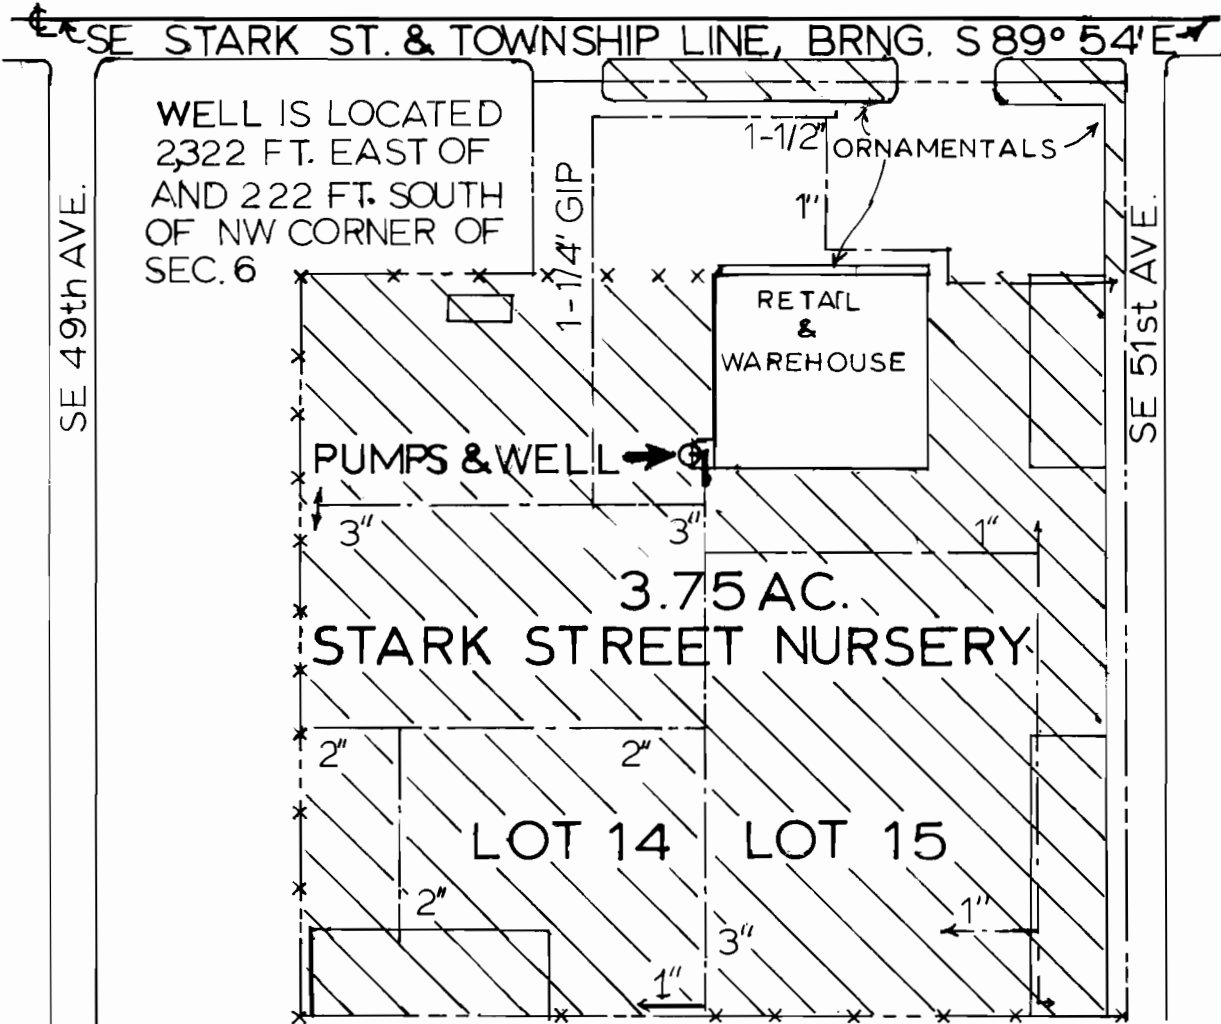 ℄ SE STARK ST. & TOWNSHIP LINE, BRNG. S 89° 54' E
WELL IS LOCATED
2,322 FT. EAST OF
AND 222 FT. SOUTH
OF NW CORNER OF
SEC. 6
SE 49th AVE.
1-1/4" GIP
1-1/2"
ORNAMENTALS
1"
SE 51st AVE.
RETAIL
&
WAREHOUSE
PUMPS & WELL
3"
3"
1"
3.75 AC.
STARK STREET NURSERY
2"
2"
LOT 14
LOT 15
2"
1"
3"
1"